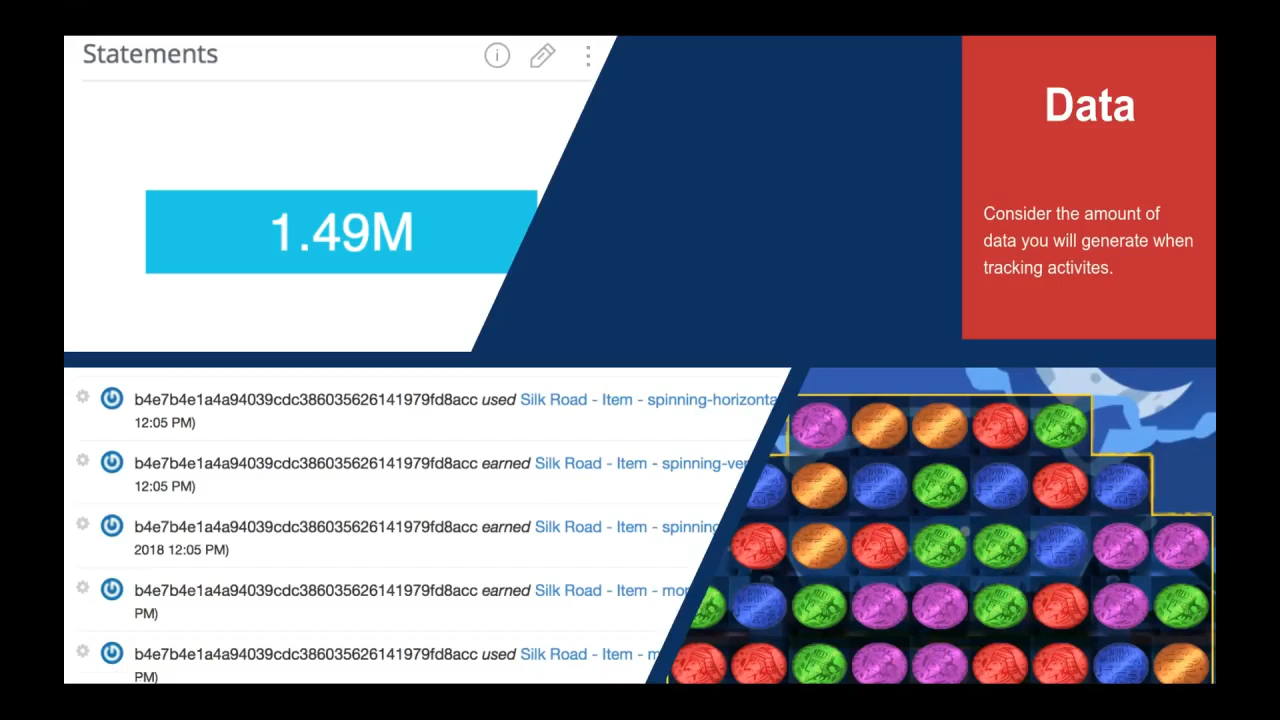 Statements
1.49M
Data
Consider the amount of
data you will generate when
tracking activites.
b4e7b4e1a4a94039cdc386035626141979fd8acc used Silk Road - Item - spinning-horizonta
12:05 PM)
b4e7b4e1a4a94039cdc386035626141979fd8acc earned Silk Road - Item - spinning-ver
12:05 PM)
b4e7b4e1a4a94039cdc386035626141979fd8acc earned Silk Road - Item - spinning
2018 12:05 PM)
b4e7b4e1a4a94039cdc386035626141979fd8acc earned Silk Road - Item - mor
PM)
b4e7b4e1a4a94039cdc386035626141979fd8acc used Silk Road - Item - m
PM)